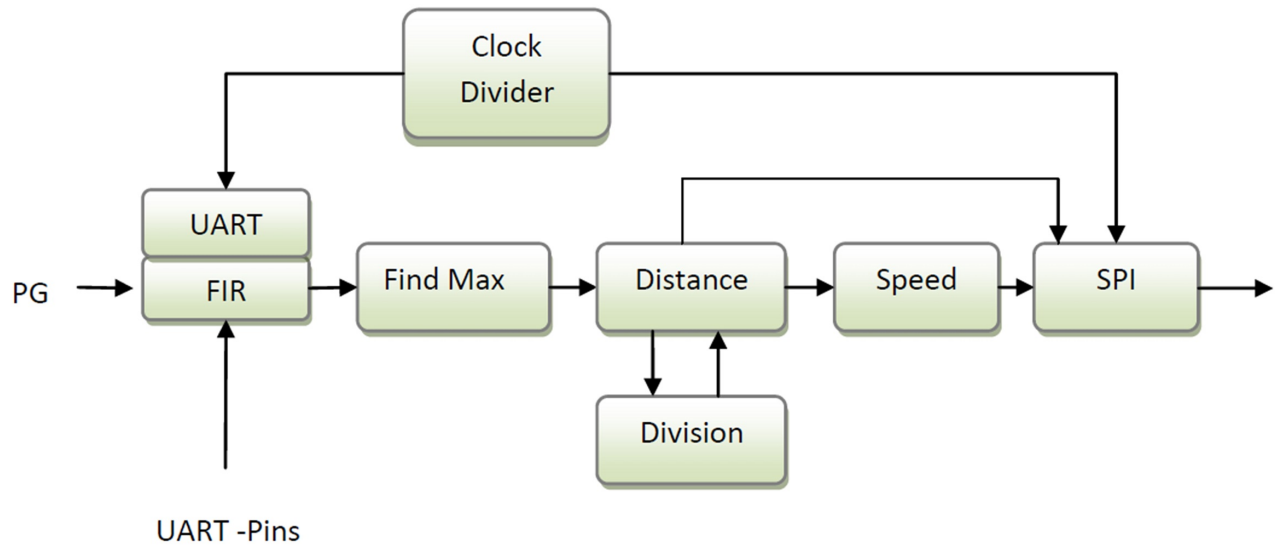 Clock
Divider
UART
PG
FIR
Find Max
Distance
Speed
SPI
Division
UART -Pins